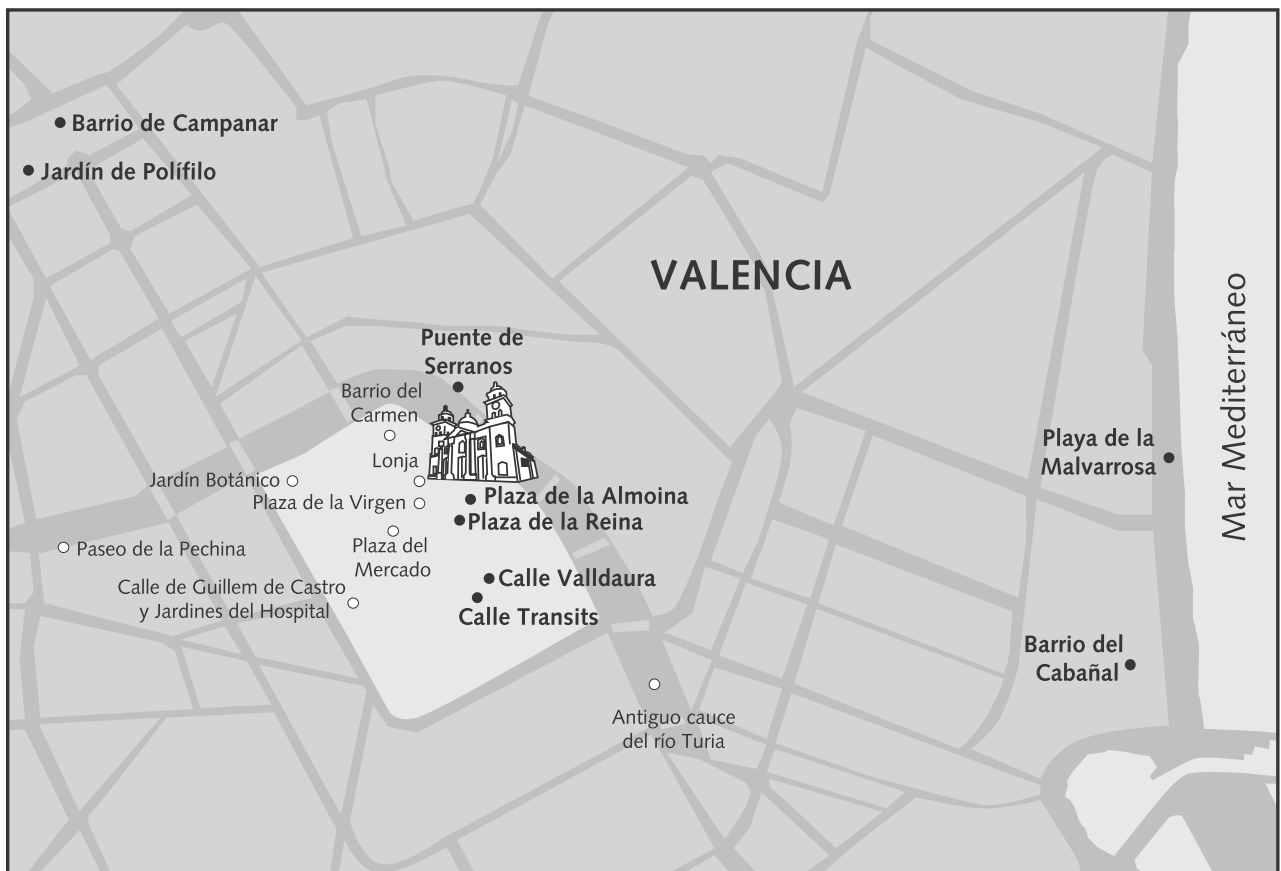 Barrio de Campanar
Jardín de Polífilo
VALENCIA
Mar Mediterráneo
Puente de
Serranos
Barrio del
Carmen
Lonja
Jardín Botánico
Plaza de la Virgen
Plaza de la Almoina
Plaza de la Reina
Playa de la
Malvarrosa
Paseo de la Pechina
Plaza del
Mercado
Calle de Guillem de Castro
y Jardines del Hospital
Calle Valldaura
Calle Transits
Barrio del
Cabañal
Antiguo cauce
del río Turia